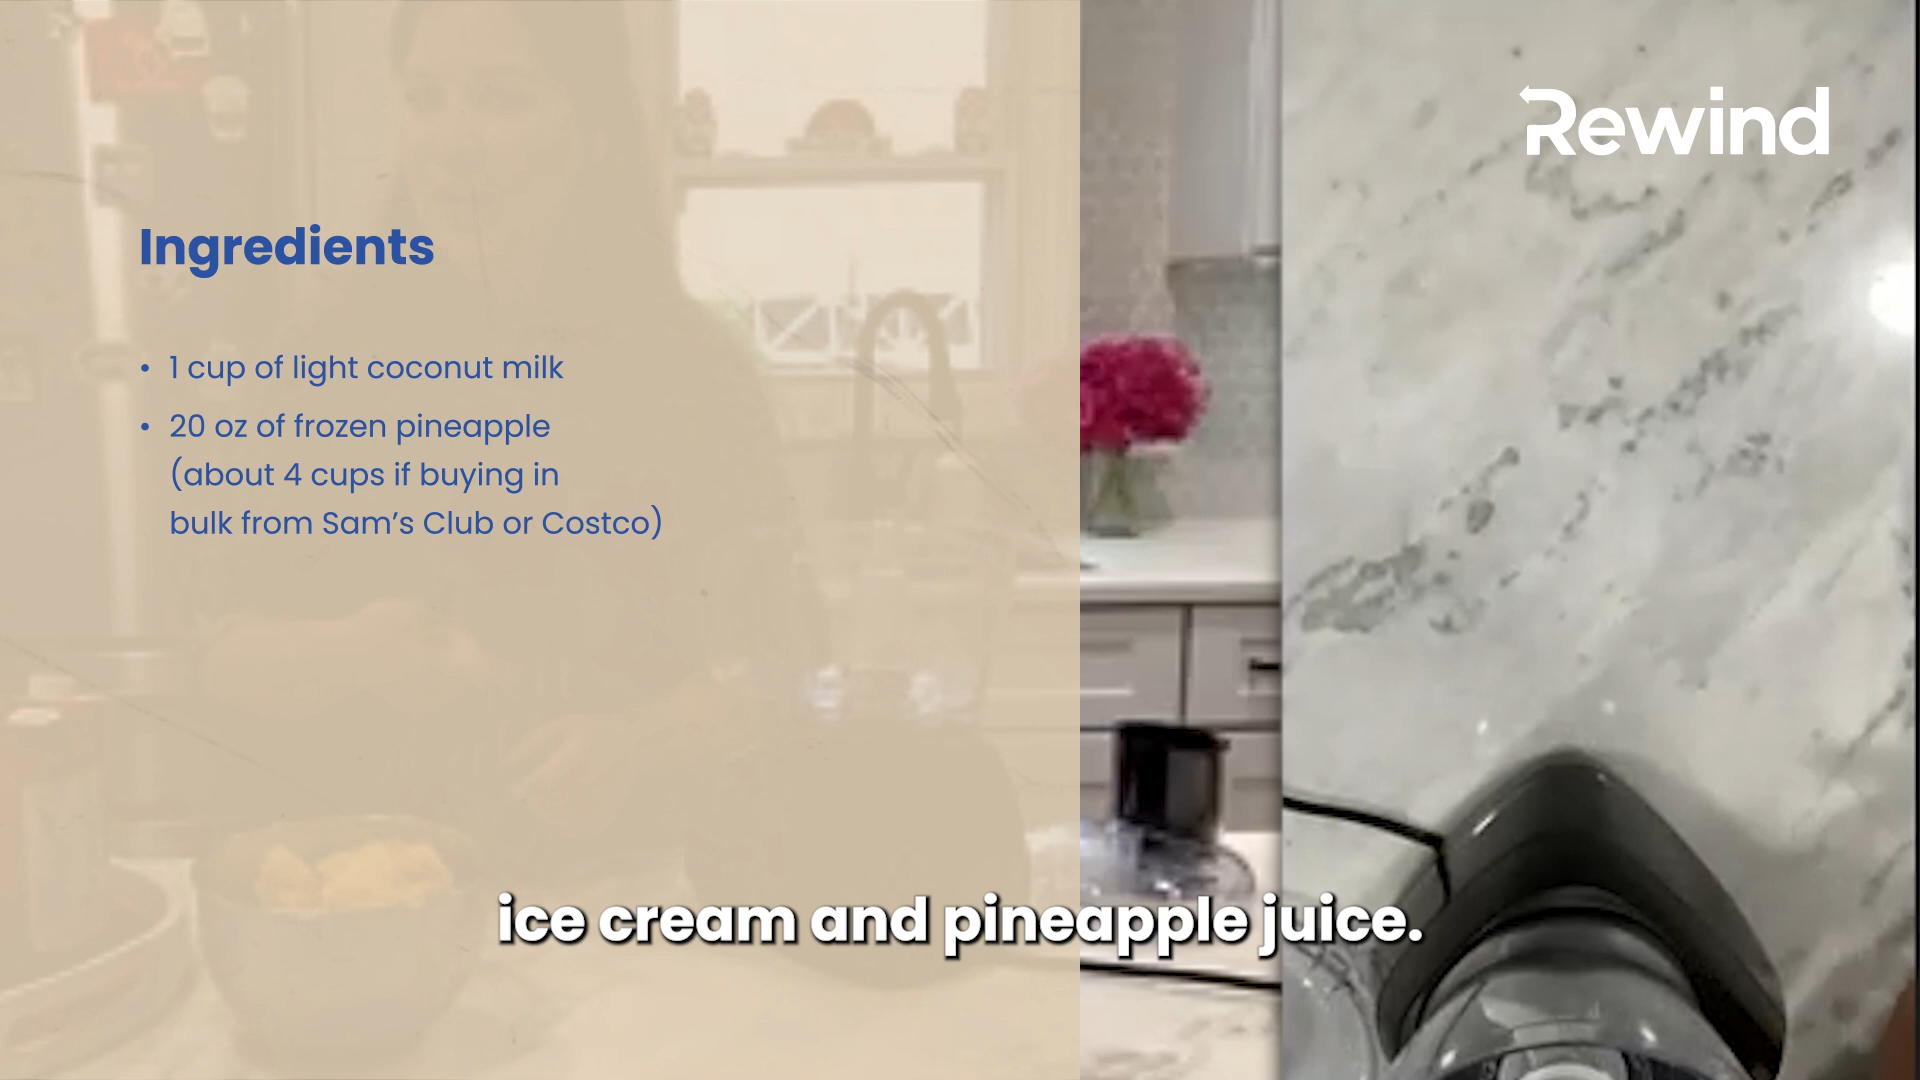 Rewind
Ingredients
• 1 cup of light coconut milk
• 20 oz of frozen pineapple
(about 4 cups if buying in
bulk from Sam’s Club or Costco)
ice cream and pineapple juice.